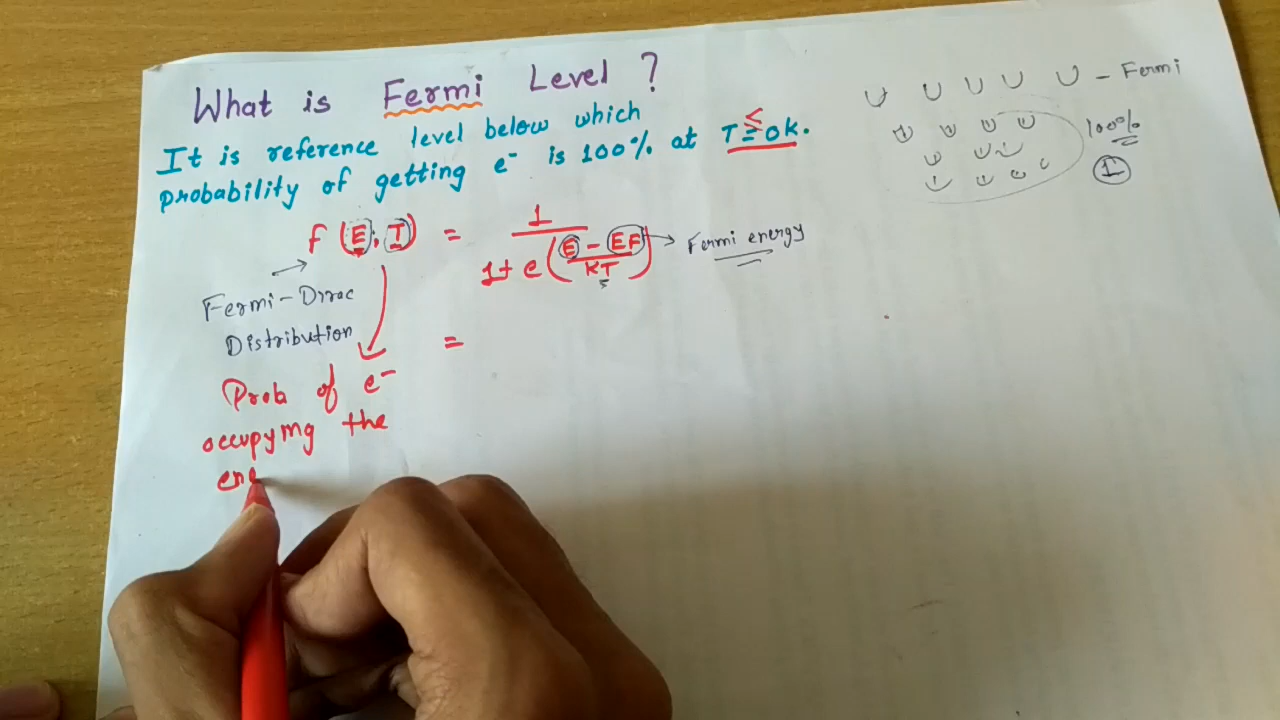 What is Fermi Level ?
It is reference level below which
probability of getting e⁻ is 100% at T ≤ 0K.
f (E, T) = 1 / 1 + e^((E - EF)/KT) → Fermi energy
Fermi-Dirac
Distribution
=
Prob of e⁻
occupying the
ene
- Fermi
100%
1